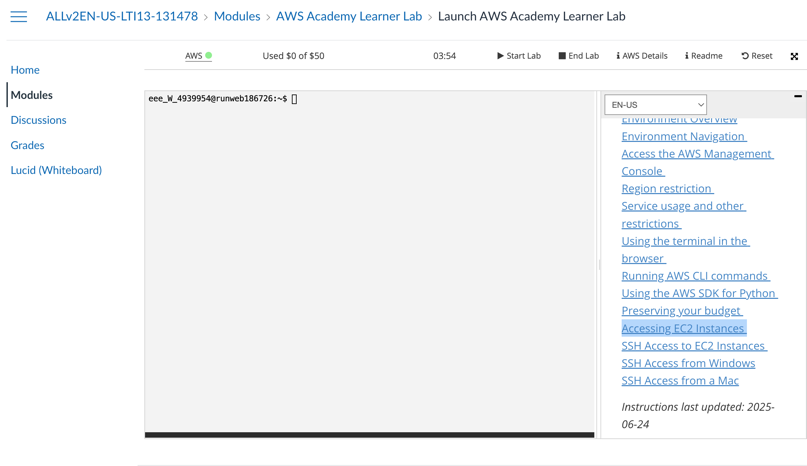 ALLv2EN-US-LTI13-131478 › Modules › AWS Academy Learner Lab › Launch AWS Academy Learner Lab
AWS Used $0 of $50 03:54 Start Lab End Lab AWS Details Readme Reset
Home
Modules
Discussions
Grades
Lucid (Whiteboard)
eee_W_4939954@runweb186726:~$
EN-US
Environment Overview
Environment Navigation
Access the AWS Management
Console
Region restriction
Service usage and other
restrictions
Using the terminal in the
browser
Running AWS CLI commands
Using the AWS SDK for Python
Preserving your budget
Accessing EC2 Instances
SSH Access to EC2 Instances
SSH Access from Windows
SSH Access from a Mac
Instructions last updated: 2025-
06-24